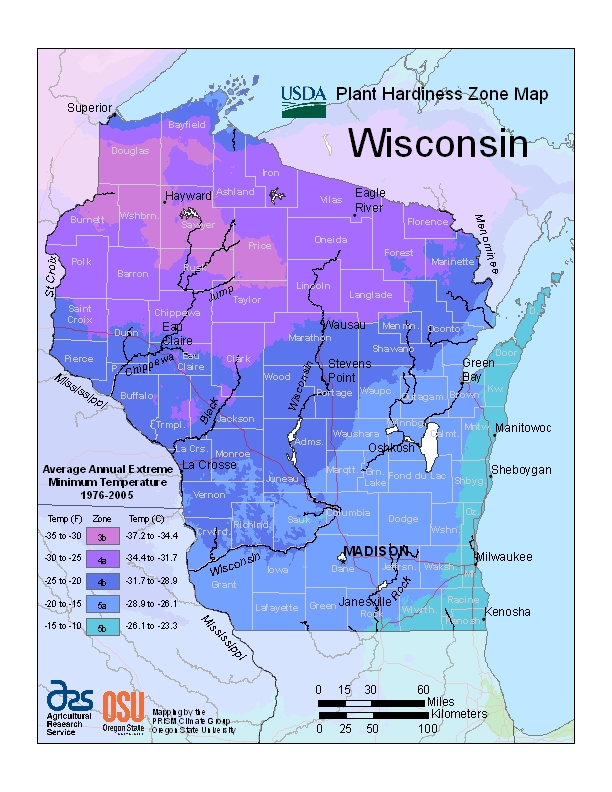 USDA Plant Hardiness Zone Map
Wisconsin
Superior
Bayfield
Douglas
Ashland
Iron
Hayward
Vilas
Eagle
River
Florence
Menominee
Burnett
Wshbrn.
Sawyer
Price
Oneida
Forest
Marinette
St Croix
Polk
Barron
Rusk
Jump
Taylor
Lincoln
Langlade
Saint
Croix
Dunn
Chippewa
Eau
Claire
Chippewa
Eau
Claire
Clark
Marathon
Wausau
Oconto
Shawano
Door
Pierce
Mississippi
Buffalo
Trmpl.
Black
Jackson
Wood
Wisconsin
Stevens
Point
Portage
Waupc.
Outagam.
Brown
Green
Bay
Kw.
Manitowoc
La Crs.
La Crosse
Monroe
Juneau
Adms.
Waushara
Winnbg.
Oshkosh
Calmt.
Mntw.
Sheboygan
Marqtt.
Grn.
Lake
Fond du Lac
Shbyg.
Vernon
Crwfrd.
Richlnd.
Sauk
Columbia
Dodge
Wshn.
Oz.
Wisconsin
Grant
Iowa
MADISON
Dane
Jeffrsn.
Waksh.
Mil.
Milwaukee
Lafayette
Green
Janesville
Rock
Rock
Wlwrth.
Racine
Kenosh.
Kenosha
Mississippi
Average Annual Extreme
Minimum Temperature
1976-2005
Temp (F) Zone Temp (C)
-35 to -30 3b -37.2 to -34.4
-30 to -25 4a -34.4 to -31.7
-25 to -20 4b -31.7 to -28.9
-20 to -15 5a -28.9 to -26.1
-15 to -10 5b -26.1 to -23.3
ars
Agricultural
Research
Service
OSU
Oregon State
UNIVERSITY
Mapping by the
PRISM Climate Group
Oregon State University
0 15 30 60
Miles
Kilometers
0 25 50 100